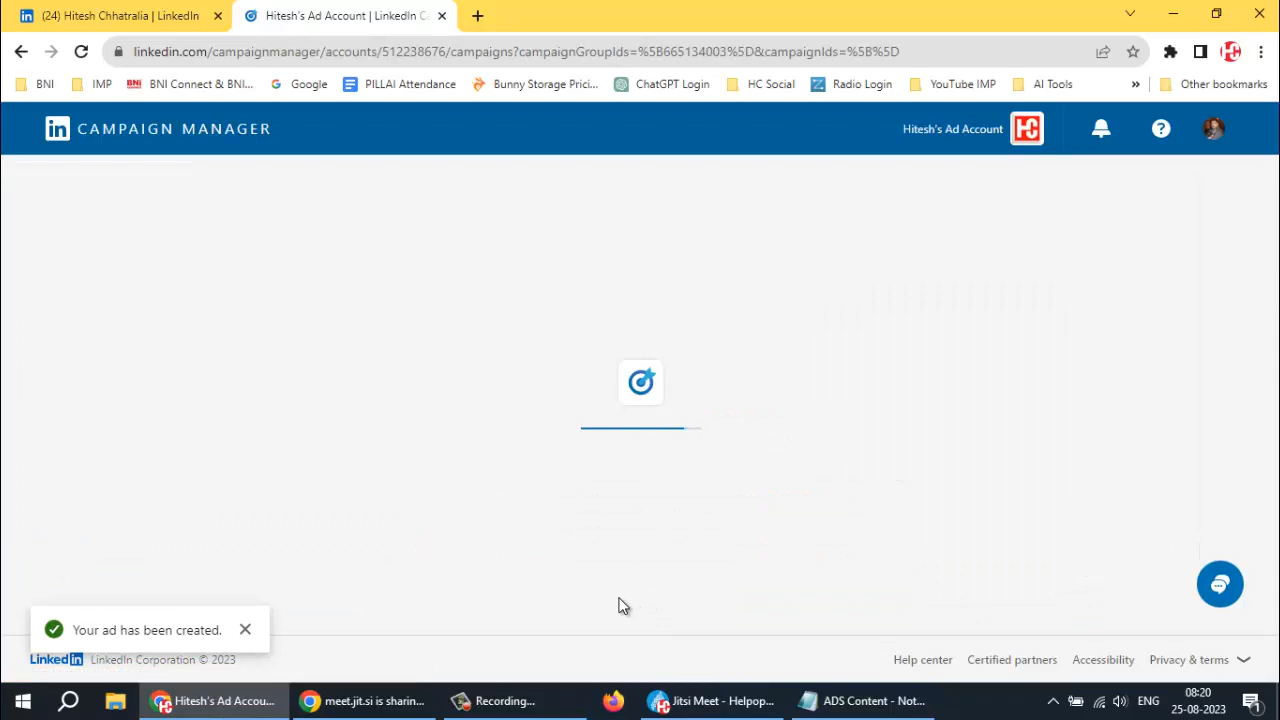 (24) Hitesh Chhatralia | LinkedIn
Hitesh's Ad Account | LinkedIn C
linkedin.com/campaignmanager/accounts/512238676/campaigns?campaignGroupIds=%5B665134003%5D&campaignIds=%5B%5D
BNI IMP BNI Connect & BNI... Google PILLAI Attendance Bunny Storage Prici... ChatGPT Login HC Social Radio Login YouTube IMP AI Tools » Other bookmarks
in CAMPAIGN MANAGER
Hitesh's Ad Account HC
Your ad has been created.
LinkedIn LinkedIn Corporation © 2023
Help center Certified partners Accessibility Privacy & terms
Hitesh's Ad Accou... meet.jit.si is sharin... Recording... Jitsi Meet - Helpop... ADS Content - Not... ENG
08:20
25-08-2023
1